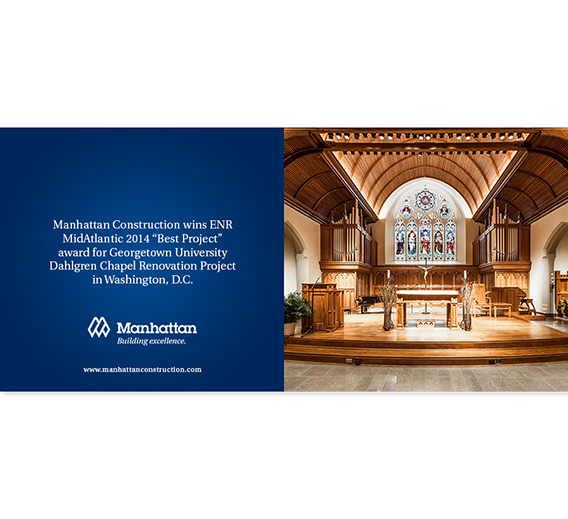 Manhattan Construction wins ENR
MidAtlantic 2014 “Best Project”
award for Georgetown University
Dahlgren Chapel Renovation Project
in Washington, D.C.
Manhattan
Building excellence.
www.manhattanconstruction.com